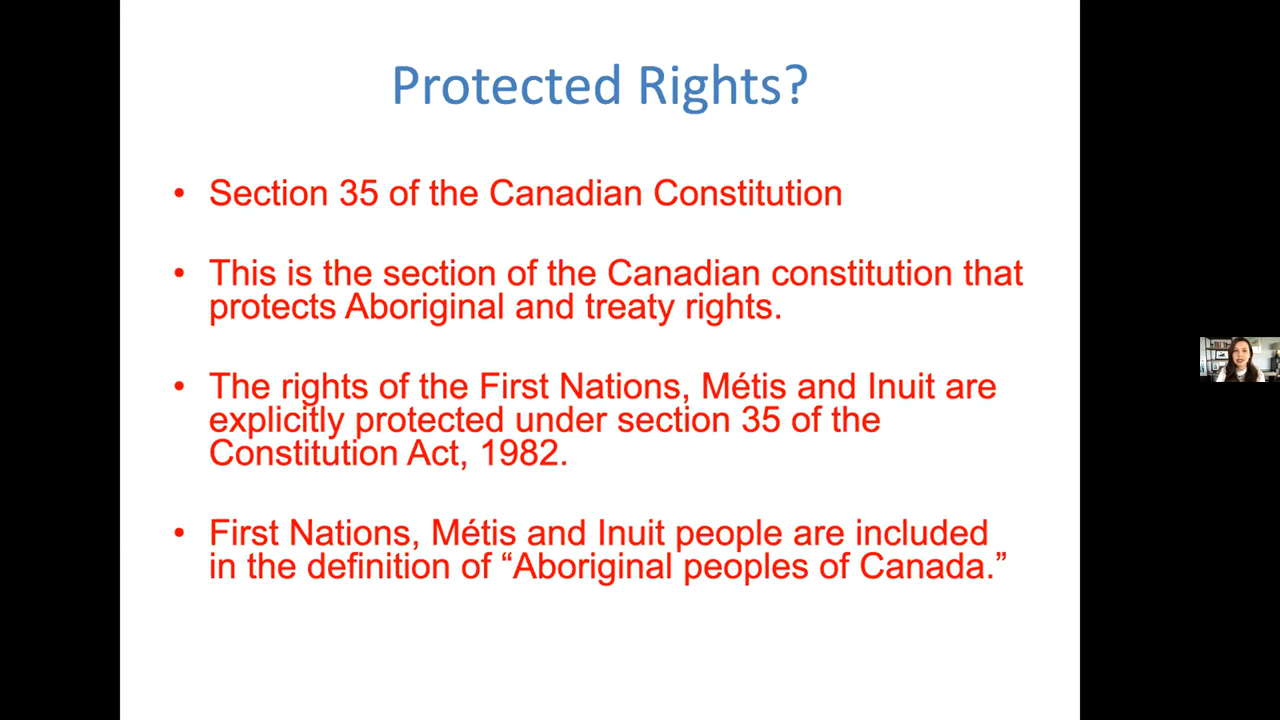 Protected Rights?
• Section 35 of the Canadian Constitution
• This is the section of the Canadian constitution that
protects Aboriginal and treaty rights.
• The rights of the First Nations, Métis and Inuit are
explicitly protected under section 35 of the
Constitution Act, 1982.
• First Nations, Métis and Inuit people are included
in the definition of “Aboriginal peoples of Canada.”